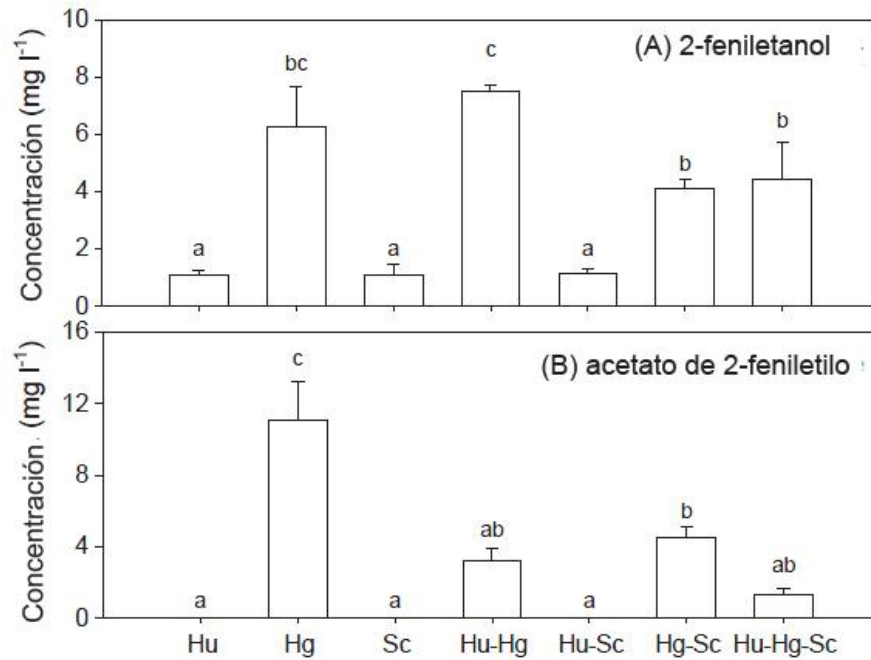 10
8
6
4
2
0
Concentración (mg l⁻¹)
(A) 2-feniletanol
a
bc
a
c
a
b
b
16
12
8
4
0
Concentración. (mg l⁻¹)
(B) acetato de 2-feniletilo
a
c
a
ab
a
b
ab
Hu Hg Sc Hu-Hg Hu-Sc Hg-Sc Hu-Hg-Sc